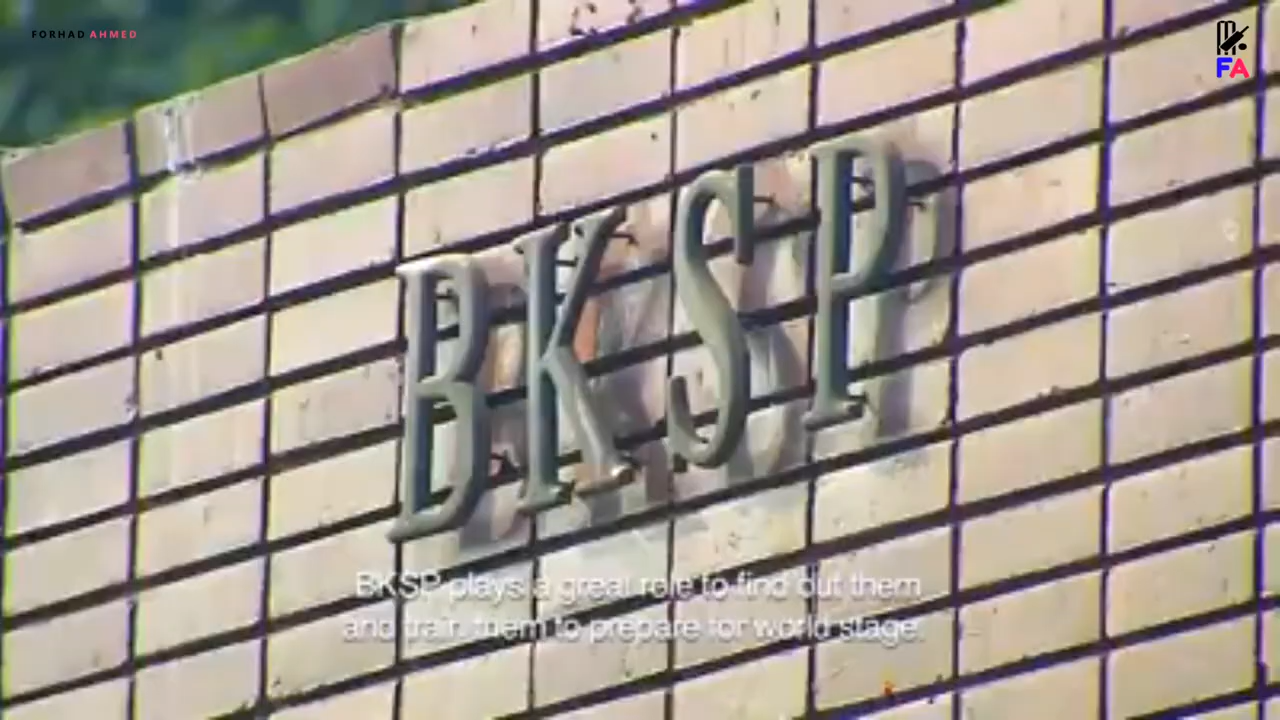 FORHAD AHMED
FA
BKSP
BKSP plays a great role to find out them
and train them to prepare for world stage.